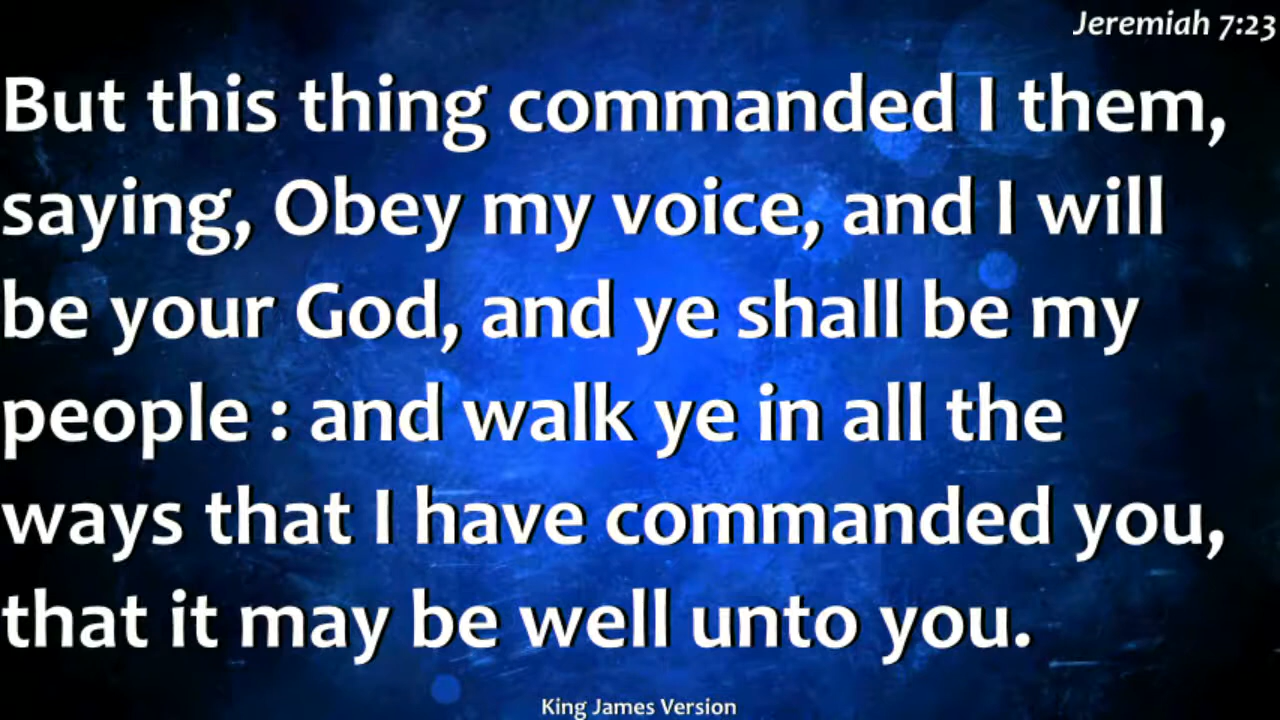 Jeremiah 7:23
But this thing commanded I them,
saying, Obey my voice, and I will
be your God, and ye shall be my
people : and walk ye in all the
ways that I have commanded you,
that it may be well unto you.
King James Version